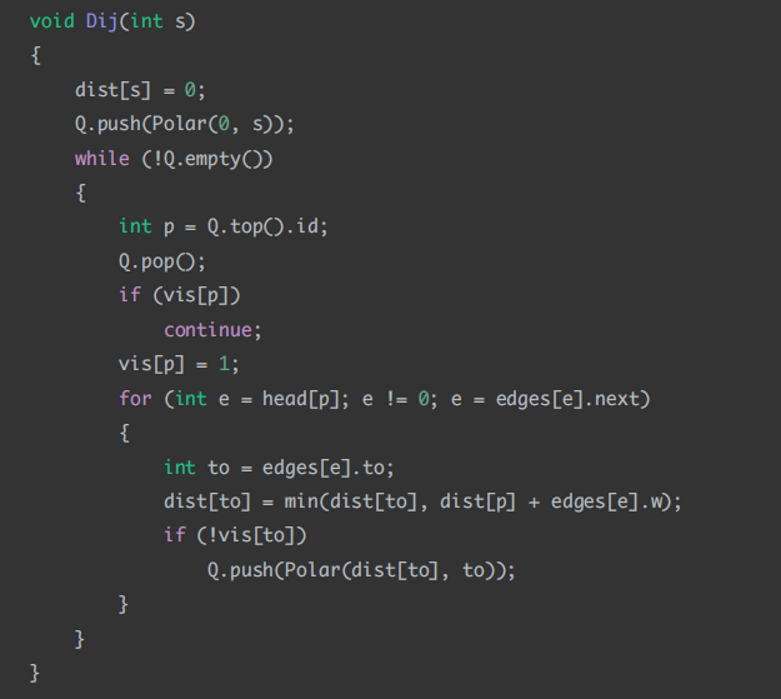 void Dij(int s)
{
    dist[s] = 0;
    Q.push(Polar(0, s));
    while (!Q.empty())
    {
        int p = Q.top().id;
        Q.pop();
        if (vis[p])
            continue;
        vis[p] = 1;
        for (int e = head[p]; e != 0; e = edges[e].next)
        {
            int to = edges[e].to;
            dist[to] = min(dist[to], dist[p] + edges[e].w);
            if (!vis[to])
                Q.push(Polar(dist[to], to));
        }
    }
}